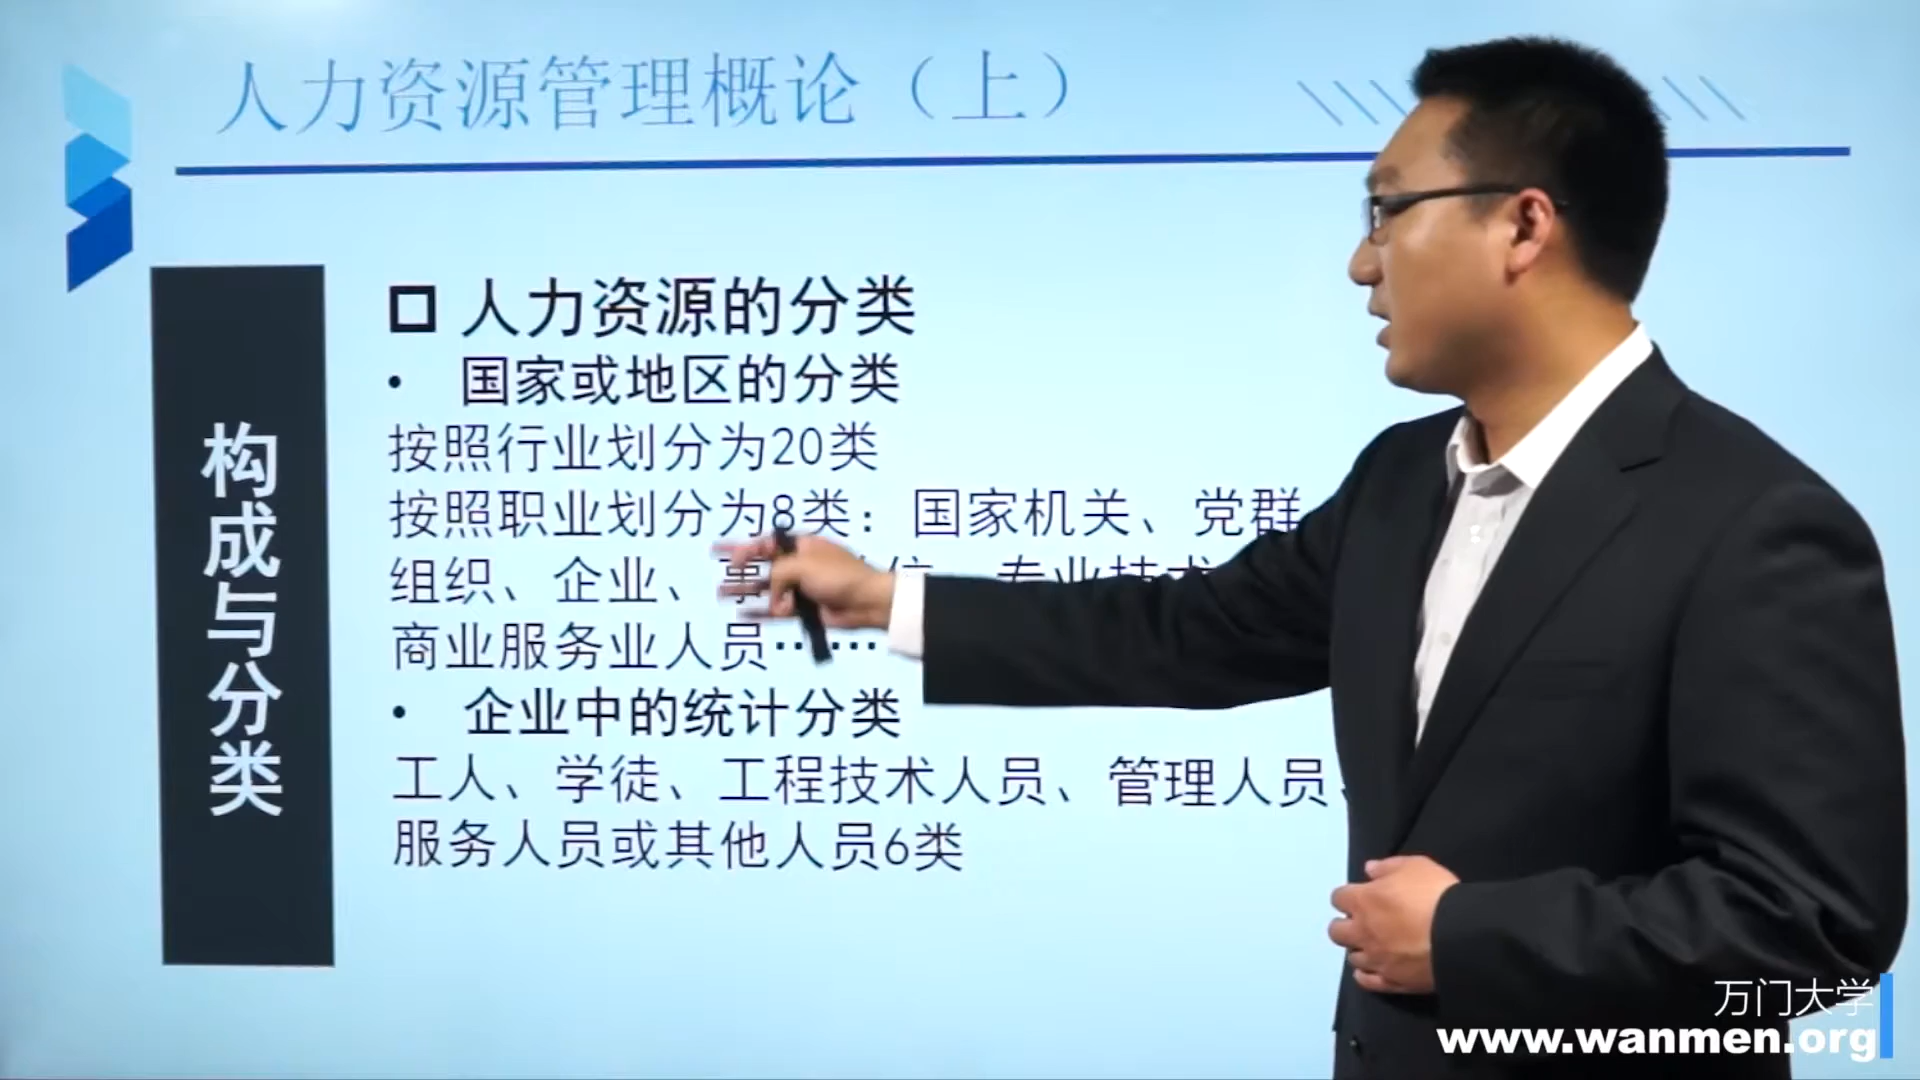 人力资源管理概论（上）
构成与分类
人力资源的分类
• 国家或地区的分类
按照行业划分为20类
按照职业划分为8类：国家机关、党群
组织、企业、事
商业服务业人员······
• 企业中的统计分类
工人、学徒、工程技术人员、管理人员、
服务人员或其他人员6类
万门大学
www.wanmen.org